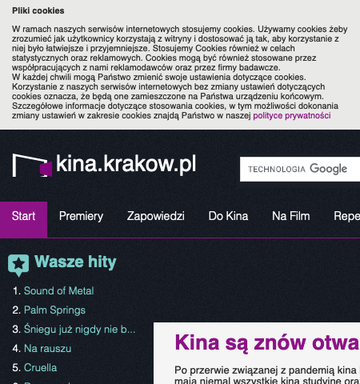 Pliki cookies
W ramach naszych serwisów internetowych stosujemy cookies. Używamy cookies żeby
zrozumieć jak użytkownicy korzystają z witryny i dostosować ją tak, aby korzystanie z
niej było łatwiejsze i przyjemniejsze. Stosujemy Cookies również w celach
statystycznych oraz reklamowych. Cookies mogą być również stosowane przez
współpracujących z nami reklamodawców oraz przez firmy badawcze.
W każdej chwili mogą Państwo zmienić swoje ustawienia dotyczące cookies.
Korzystanie z naszych serwisów internetowych bez zmiany ustawień dotyczących
cookies oznacza, że będą one zamieszczone na Państwa urządzeniu końcowym.
Szczegółowe informacje dotyczące stosowania cookies, w tym możliwości dokonania
zmiany ustawień w zakresie cookies znajdą Państwo w naszej polityce prywatności
kina.krakow.pl
TECHNOLOGIA Google
Start Premiery Zapowiedzi Do Kina Na Film Repe
Wasze hity
1. Sound of Metal
2. Palm Springs
3. Śniegu już nigdy nie b...
4. Na rauszu
5. Cruella
Kina są znów otwa
Po przerwie związanej z pandemią kina
mają niemal wszystkie kina studyjne oraz